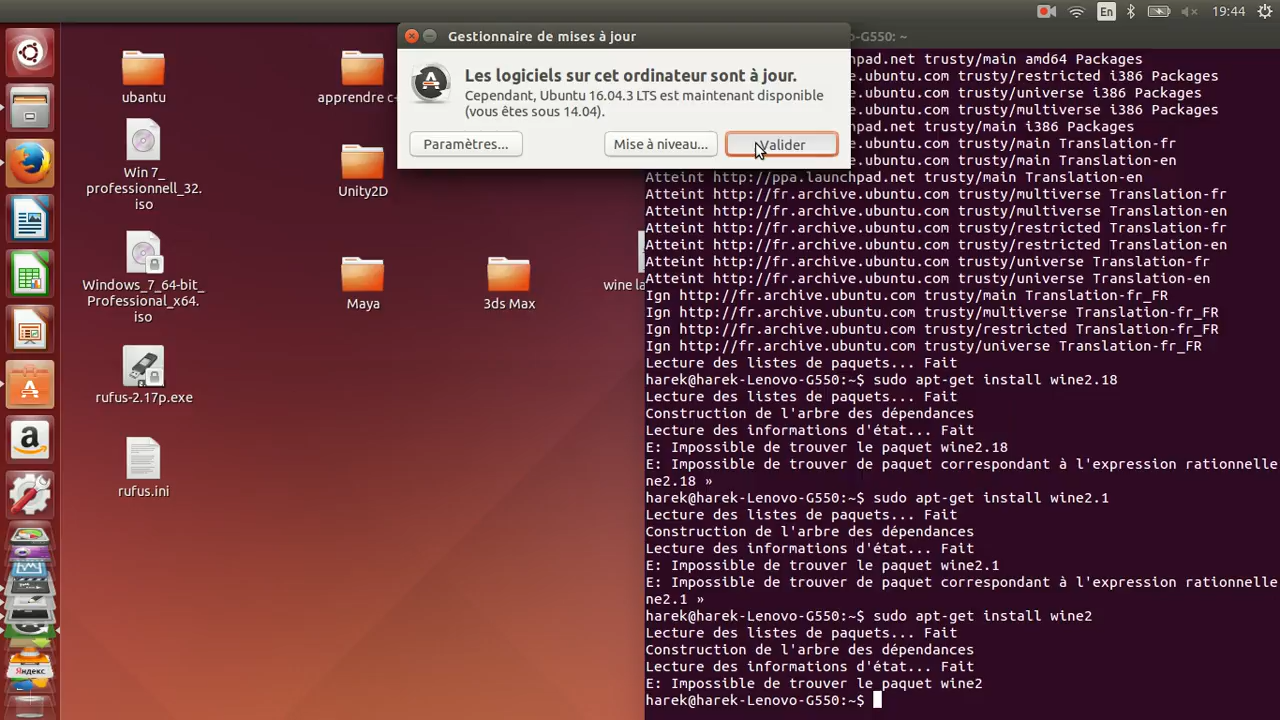 En
19:44
Gestionnaire de mises à jour
-G550: ~
Les logiciels sur cet ordinateur sont à jour.
Cependant, Ubuntu 16.04.3 LTS est maintenant disponible
(vous êtes sous 14.04).
Paramètres...
Mise à niveau...
Valider
ubantu
Win 7_
professionnell_32.
iso
Windows_7_64-bit_
Professional_x64.
iso
rufus-2.17p.exe
rufus.ini
apprendre c-
Unity2D
Maya
3ds Max
wine la
Яндекс
hpad.net trusty/main amd64 Packages
.ubuntu.com trusty/restricted i386 Packages
.ubuntu.com trusty/universe i386 Packages
.ubuntu.com trusty/multiverse i386 Packages
hpad.net trusty/main i386 Packages
.ubuntu.com trusty/main Translation-fr
.ubuntu.com trusty/main Translation-en
Atteint http://ppa.launchpad.net trusty/main Translation-en
Atteint http://fr.archive.ubuntu.com trusty/multiverse Translation-fr
Atteint http://fr.archive.ubuntu.com trusty/multiverse Translation-en
Atteint http://fr.archive.ubuntu.com trusty/restricted Translation-fr
Atteint http://fr.archive.ubuntu.com trusty/restricted Translation-en
Atteint http://fr.archive.ubuntu.com trusty/universe Translation-fr
Atteint http://fr.archive.ubuntu.com trusty/universe Translation-en
Ign http://fr.archive.ubuntu.com trusty/main Translation-fr_FR
Ign http://fr.archive.ubuntu.com trusty/multiverse Translation-fr_FR
Ign http://fr.archive.ubuntu.com trusty/restricted Translation-fr_FR
Ign http://fr.archive.ubuntu.com trusty/universe Translation-fr_FR
Lecture des listes de paquets... Fait
harek@harek-Lenovo-G550:~$ sudo apt-get install wine2.18
Lecture des listes de paquets... Fait
Construction de l'arbre des dépendances
Lecture des informations d'état... Fait
E: Impossible de trouver le paquet wine2.18
E: Impossible de trouver de paquet correspondant à l'expression rationnelle
ne2.18 »
harek@harek-Lenovo-G550:~$ sudo apt-get install wine2.1
Lecture des listes de paquets... Fait
Construction de l'arbre des dépendances
Lecture des informations d'état... Fait
E: Impossible de trouver le paquet wine2.1
E: Impossible de trouver de paquet correspondant à l'expression rationnelle
ne2.1 »
harek@harek-Lenovo-G550:~$ sudo apt-get install wine2
Lecture des listes de paquets... Fait
Construction de l'arbre des dépendances
Lecture des informations d'état... Fait
E: Impossible de trouver le paquet wine2
harek@harek-Lenovo-G550:~$